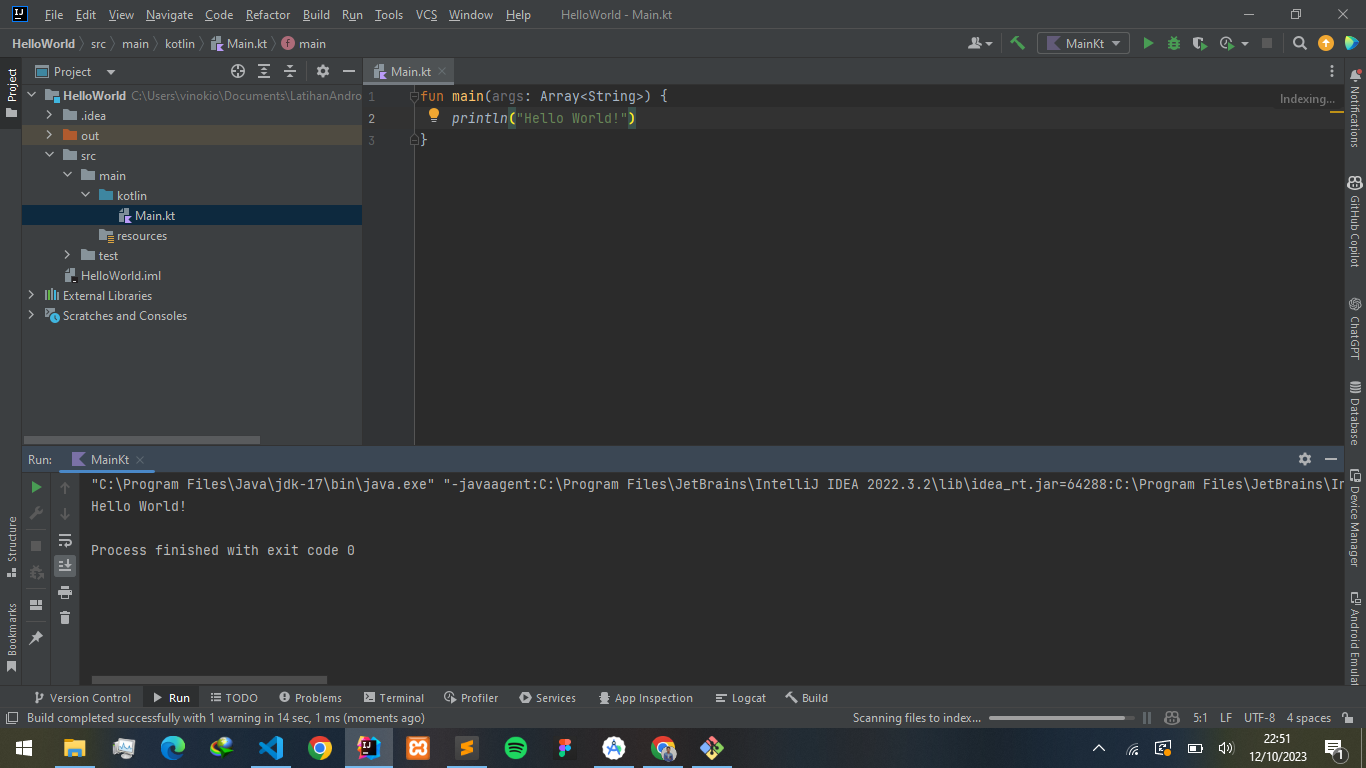 File Edit View Navigate Code Refactor Build Run Tools VCS Window Help HelloWorld - Main.kt
HelloWorld src main kotlin Main.kt main MainKt
Project
Main.kt
HelloWorld C:\Users\vinokio\Documents\LatihanAndro
.idea
out
src
main
kotlin
Main.kt
resources
test
HelloWorld.iml
External Libraries
Scratches and Consoles
1 fun main(args: Array<String>) {
2 println("Hello World!")
3 }
Indexing...
Project
Structure
Bookmarks
Notifications
GitHub Copilot
ChatGPT
Database
Device Manager
Android Emulat
Run: MainKt
"C:\Program Files\Java\jdk-17\bin\java.exe" "-javaagent:C:\Program Files\JetBrains\IntelliJ IDEA 2022.3.2\lib\idea_rt.jar=64288:C:\Program Files\JetBrains\In
Hello World!
Process finished with exit code 0
Version Control Run TODO Problems Terminal Profiler Services App Inspection Logcat Build
Build completed successfully with 1 warning in 14 sec, 1 ms (moments ago) Scanning files to index... 5:1 LF UTF-8 4 spaces
22:51
12/10/2023
1